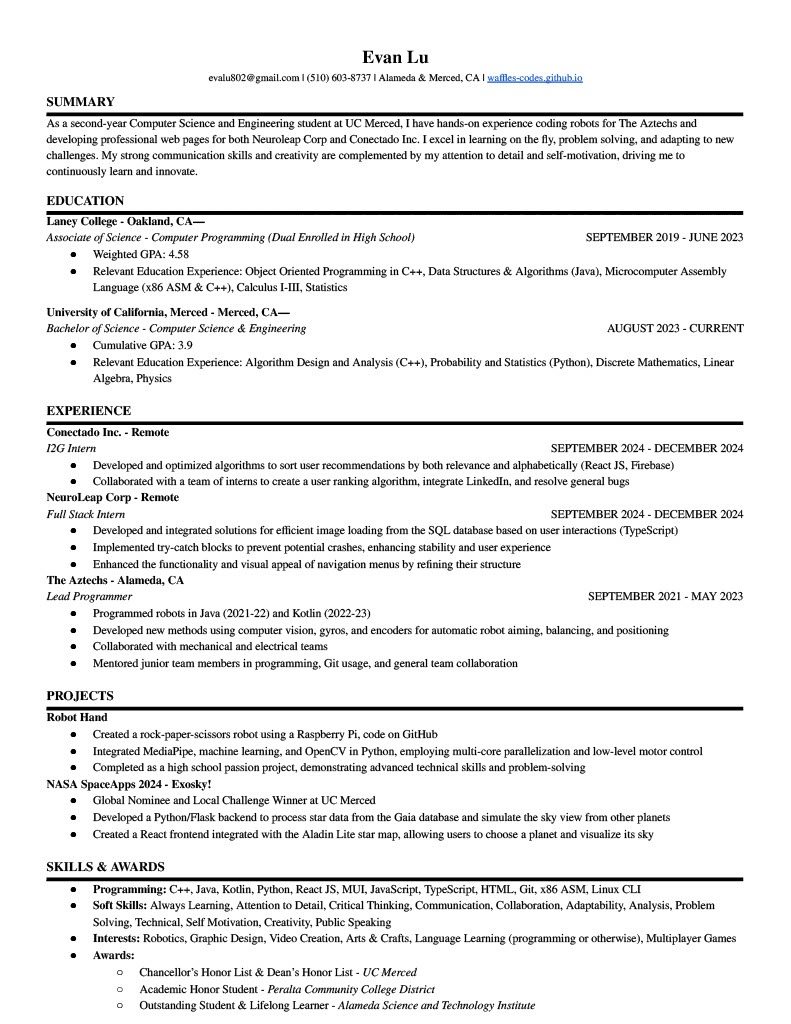 Evan Lu
evalu802@gmail.com | (510) 603-8737 | Alameda & Merced, CA | waffles-codes.github.io
SUMMARY
As a second-year Computer Science and Engineering student at UC Merced, I have hands-on experience coding robots for The Aztechs and
developing professional web pages for both Neuroleap Corp and Conectado Inc. I excel in learning on the fly, problem solving, and adapting to new
challenges. My strong communication skills and creativity are complemented by my attention to detail and self-motivation, driving me to
continuously learn and innovate.
EDUCATION
Laney College - Oakland, CA—
Associate of Science - Computer Programming (Dual Enrolled in High School) SEPTEMBER 2019 - JUNE 2023
● Weighted GPA: 4.58
● Relevant Education Experience: Object Oriented Programming in C++, Data Structures & Algorithms (Java), Microcomputer Assembly
Language (x86 ASM & C++), Calculus I-III, Statistics
University of California, Merced - Merced, CA—
Bachelor of Science - Computer Science & Engineering AUGUST 2023 - CURRENT
● Cumulative GPA: 3.9
● Relevant Education Experience: Algorithm Design and Analysis (C++), Probability and Statistics (Python), Discrete Mathematics, Linear
Algebra, Physics
EXPERIENCE
Conectado Inc. - Remote
I2G Intern SEPTEMBER 2024 - DECEMBER 2024
● Developed and optimized algorithms to sort user recommendations by both relevance and alphabetically (React JS, Firebase)
● Collaborated with a team of interns to create a user ranking algorithm, integrate LinkedIn, and resolve general bugs
NeuroLeap Corp - Remote
Full Stack Intern SEPTEMBER 2024 - DECEMBER 2024
● Developed and integrated solutions for efficient image loading from the SQL database based on user interactions (TypeScript)
● Implemented try-catch blocks to prevent potential crashes, enhancing stability and user experience
● Enhanced the functionality and visual appeal of navigation menus by refining their structure
The Aztechs - Alameda, CA
Lead Programmer SEPTEMBER 2021 - MAY 2023
● Programmed robots in Java (2021-22) and Kotlin (2022-23)
● Developed new methods using computer vision, gyros, and encoders for automatic robot aiming, balancing, and positioning
● Collaborated with mechanical and electrical teams
● Mentored junior team members in programming, Git usage, and general team collaboration
PROJECTS
Robot Hand
● Created a rock-paper-scissors robot using a Raspberry Pi, code on GitHub
● Integrated MediaPipe, machine learning, and OpenCV in Python, employing multi-core parallelization and low-level motor control
● Completed as a high school passion project, demonstrating advanced technical skills and problem-solving
NASA SpaceApps 2024 - Exosky!
● Global Nominee and Local Challenge Winner at UC Merced
● Developed a Python/Flask backend to process star data from the Gaia database and simulate the sky view from other planets
● Created a React frontend integrated with the Aladin Lite star map, allowing users to choose a planet and visualize its sky
SKILLS & AWARDS
● Programming: C++, Java, Kotlin, Python, React JS, MUI, JavaScript, TypeScript, HTML, Git, x86 ASM, Linux CLI
● Soft Skills: Always Learning, Attention to Detail, Critical Thinking, Communication, Collaboration, Adaptability, Analysis, Problem
Solving, Technical, Self Motivation, Creativity, Public Speaking
● Interests: Robotics, Graphic Design, Video Creation, Arts & Crafts, Language Learning (programming or otherwise), Multiplayer Games
● Awards:
○ Chancellor's Honor List & Dean's Honor List - UC Merced
○ Academic Honor Student - Peralta Community College District
○ Outstanding Student & Lifelong Learner - Alameda Science and Technology Institute